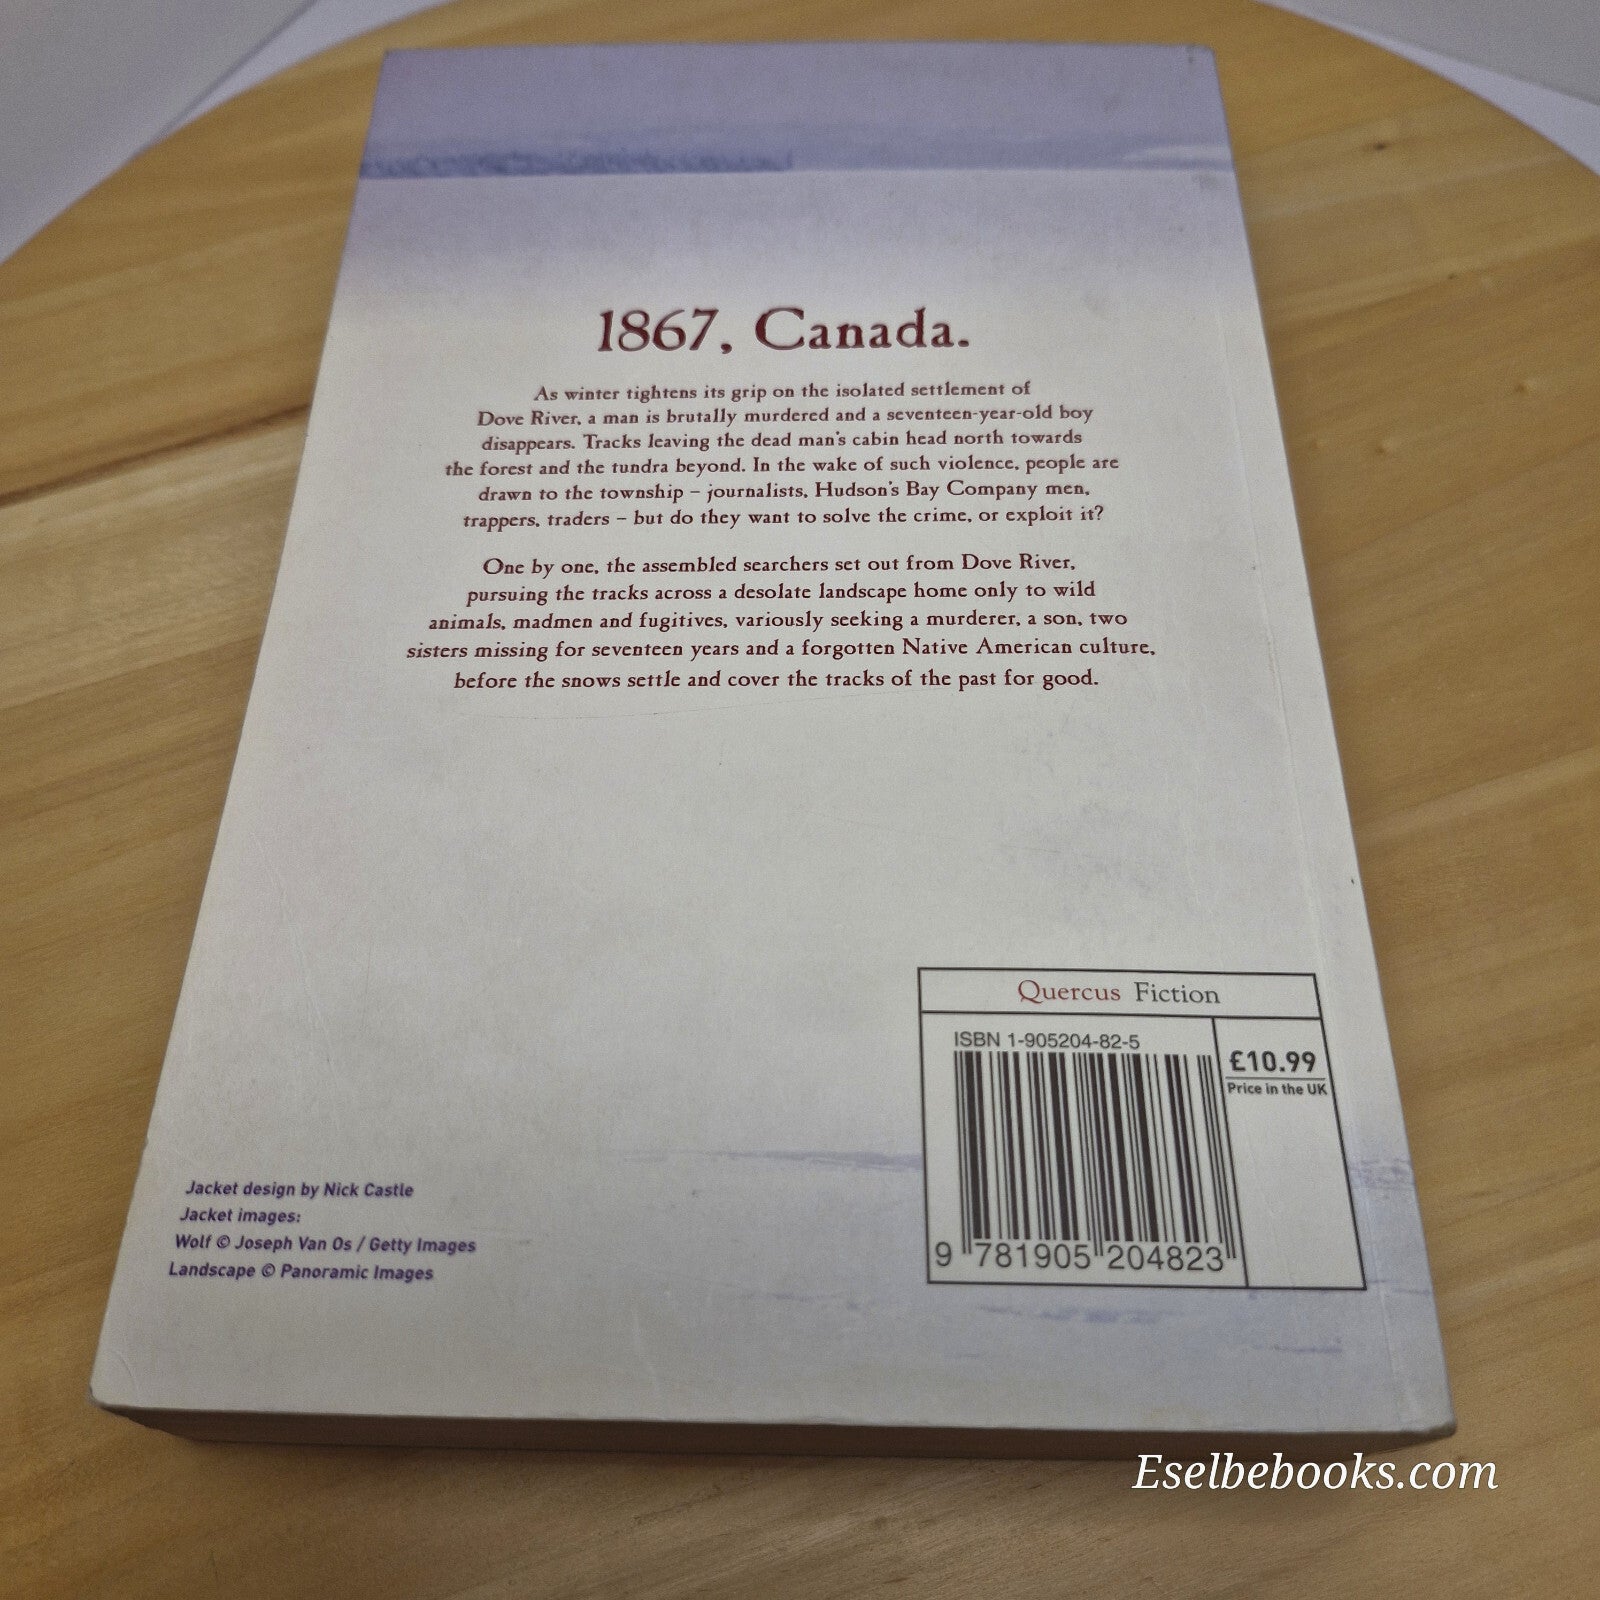 1867, Canada.
As winter tightens its grip on the isolated settlement of
Dove River, a man is brutally murdered and a seventeen-year-old boy
disappears. Tracks leaving the dead man's cabin head north towards
the forest and the tundra beyond. In the wake of such violence, people are
drawn to the township – journalists, Hudson's Bay Company men,
trappers, traders – but do they want to solve the crime, or exploit it?
One by one, the assembled searchers set out from Dove River,
pursuing the tracks across a desolate landscape home only to wild
animals, madmen and fugitives, variously seeking a murderer, a son, two
sisters missing for seventeen years and a forgotten Native American culture,
before the snows settle and cover the tracks of the past for good.
Quercus Fiction
ISBN 1-905204-82-5
£10.99
Price in the UK
9 781905 204823
Jacket design by Nick Castle
Jacket images:
Wolf © Joseph Van Os / Getty Images
Landscape © Panoramic Images
Eselbebooks.com